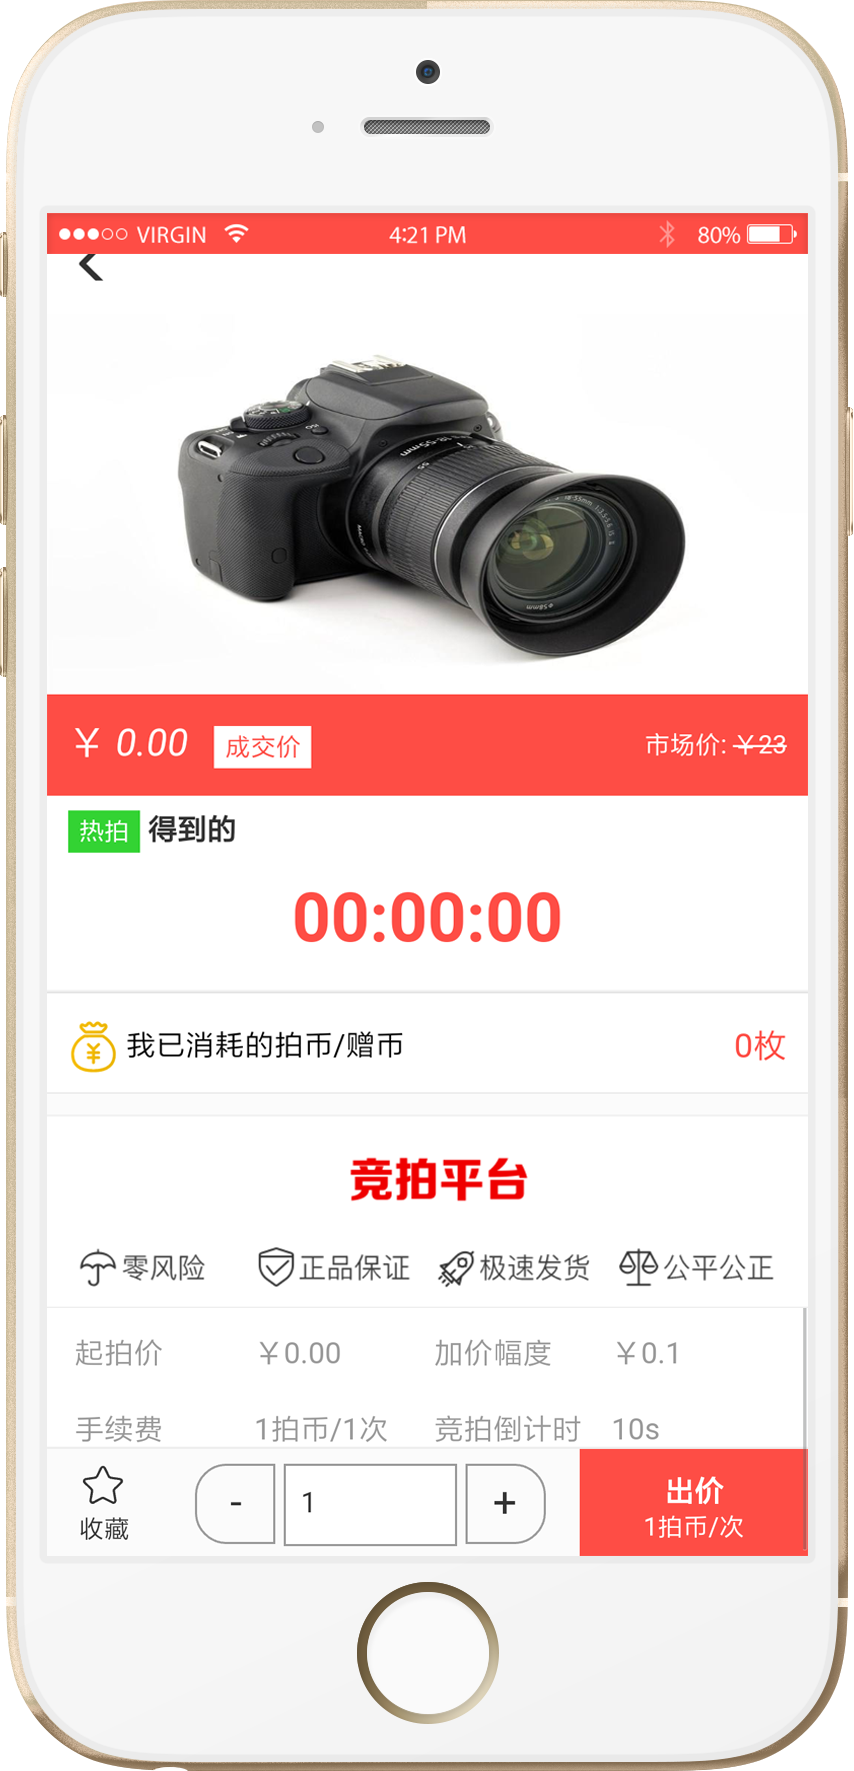 VIRGIN 4:21 PM 80%
18-55mm
￥ 0.00 成交价 市场价: ￥23
热拍 得到的
00:00:00
我已消耗的拍币/赠币 0枚
竞拍平台
零风险 正品保证 极速发货 公平公正
起拍价 ￥0.00 加价幅度 ￥0.1
手续费 1拍币/1次 竞拍倒计时 10s
收藏 - 1 + 出价
1拍币/次